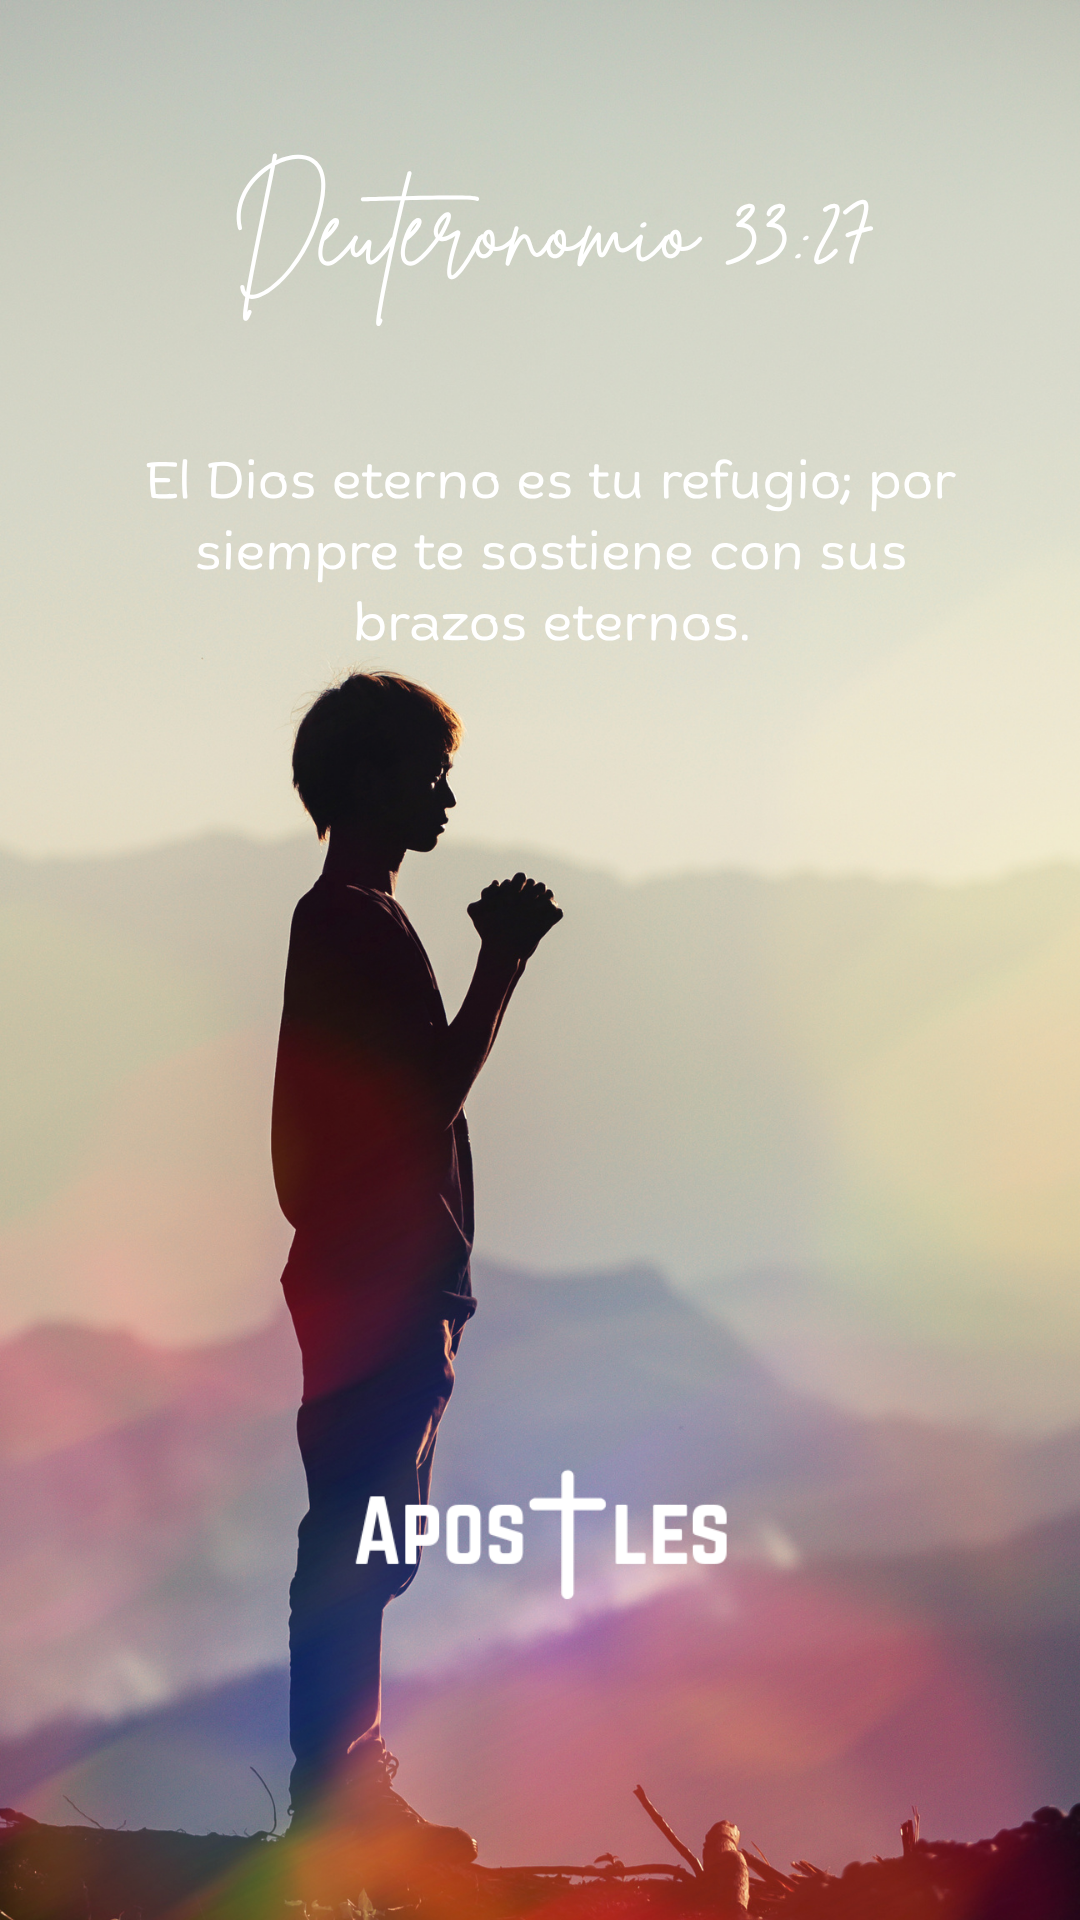 Deuteronomio 33:27
El Dios eterno es tu refugio; por
siempre te sostiene con sus
brazos eternos.
APOSTLES